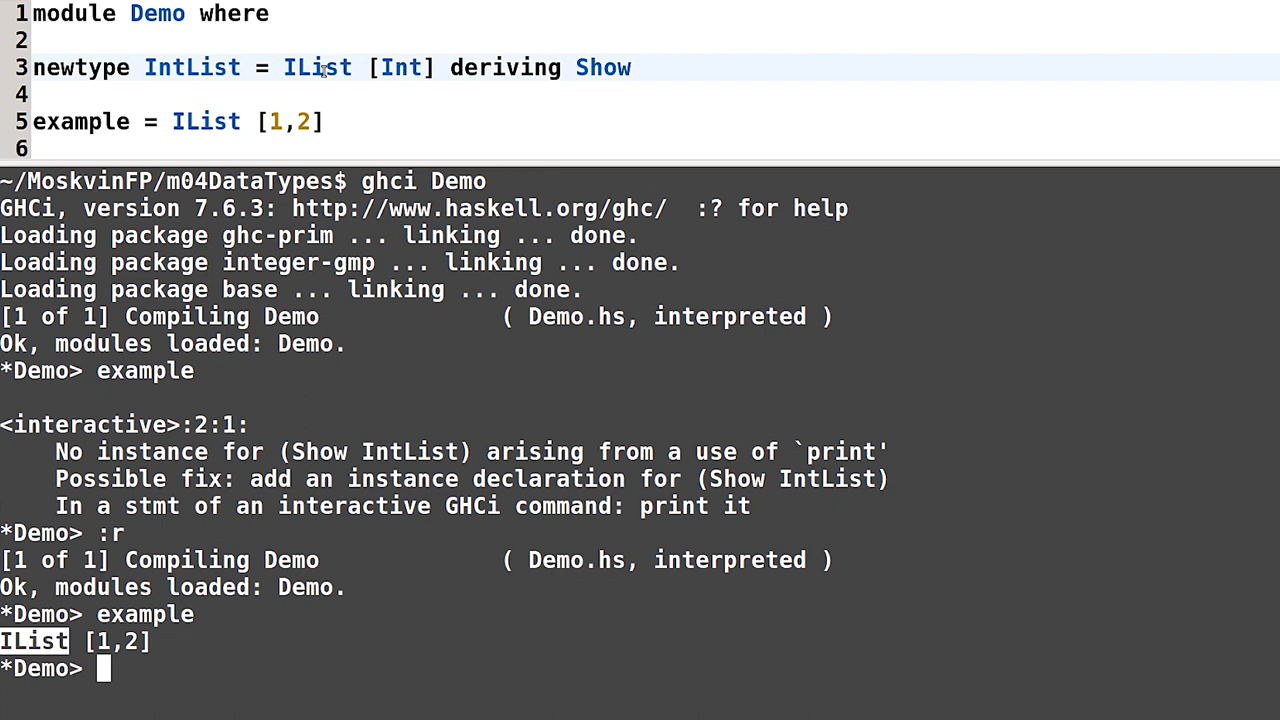 1 module Demo where
2
3 newtype IntList = IList [Int] deriving Show
4
5 example = IList [1,2]
6
~/MoskvinFP/m04DataTypes$ ghci Demo
GHCi, version 7.6.3: http://www.haskell.org/ghc/  :? for help
Loading package ghc-prim ... linking ... done.
Loading package integer-gmp ... linking ... done.
Loading package base ... linking ... done.
[1 of 1] Compiling Demo             ( Demo.hs, interpreted )
Ok, modules loaded: Demo.
*Demo> example
<interactive>:2:1:
    No instance for (Show IntList) arising from a use of `print'
    Possible fix: add an instance declaration for (Show IntList)
    In a stmt of an interactive GHCi command: print it
*Demo> :r
[1 of 1] Compiling Demo             ( Demo.hs, interpreted )
Ok, modules loaded: Demo.
*Demo> example
IList [1,2]
*Demo>